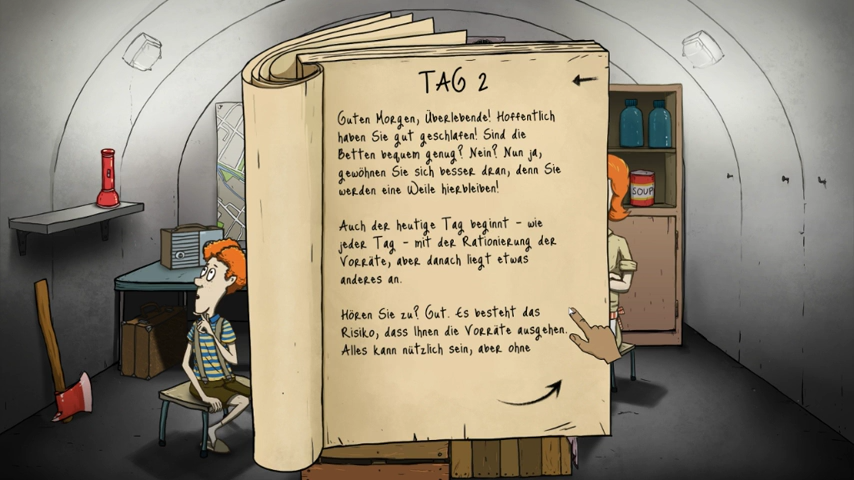 TAG 2
Guten Morgen, Überlebende! Hoffentlich
haben Sie gut geschlafen! Sind die
Betten bequem genug? Nein? Nun ja,
gewöhnen Sie sich besser dran, denn Sie
werden eine Weile hierbleiben!
Auch der heutige Tag beginnt - wie
jeder Tag - mit der Rationierung der
Vorräte, aber danach liegt etwas
anderes an.
Hören Sie zu? Gut. Es besteht das
Risiko, dass Ihnen die Vorräte ausgehen.
Alles kann nützlich sein, aber ohne
SOUP